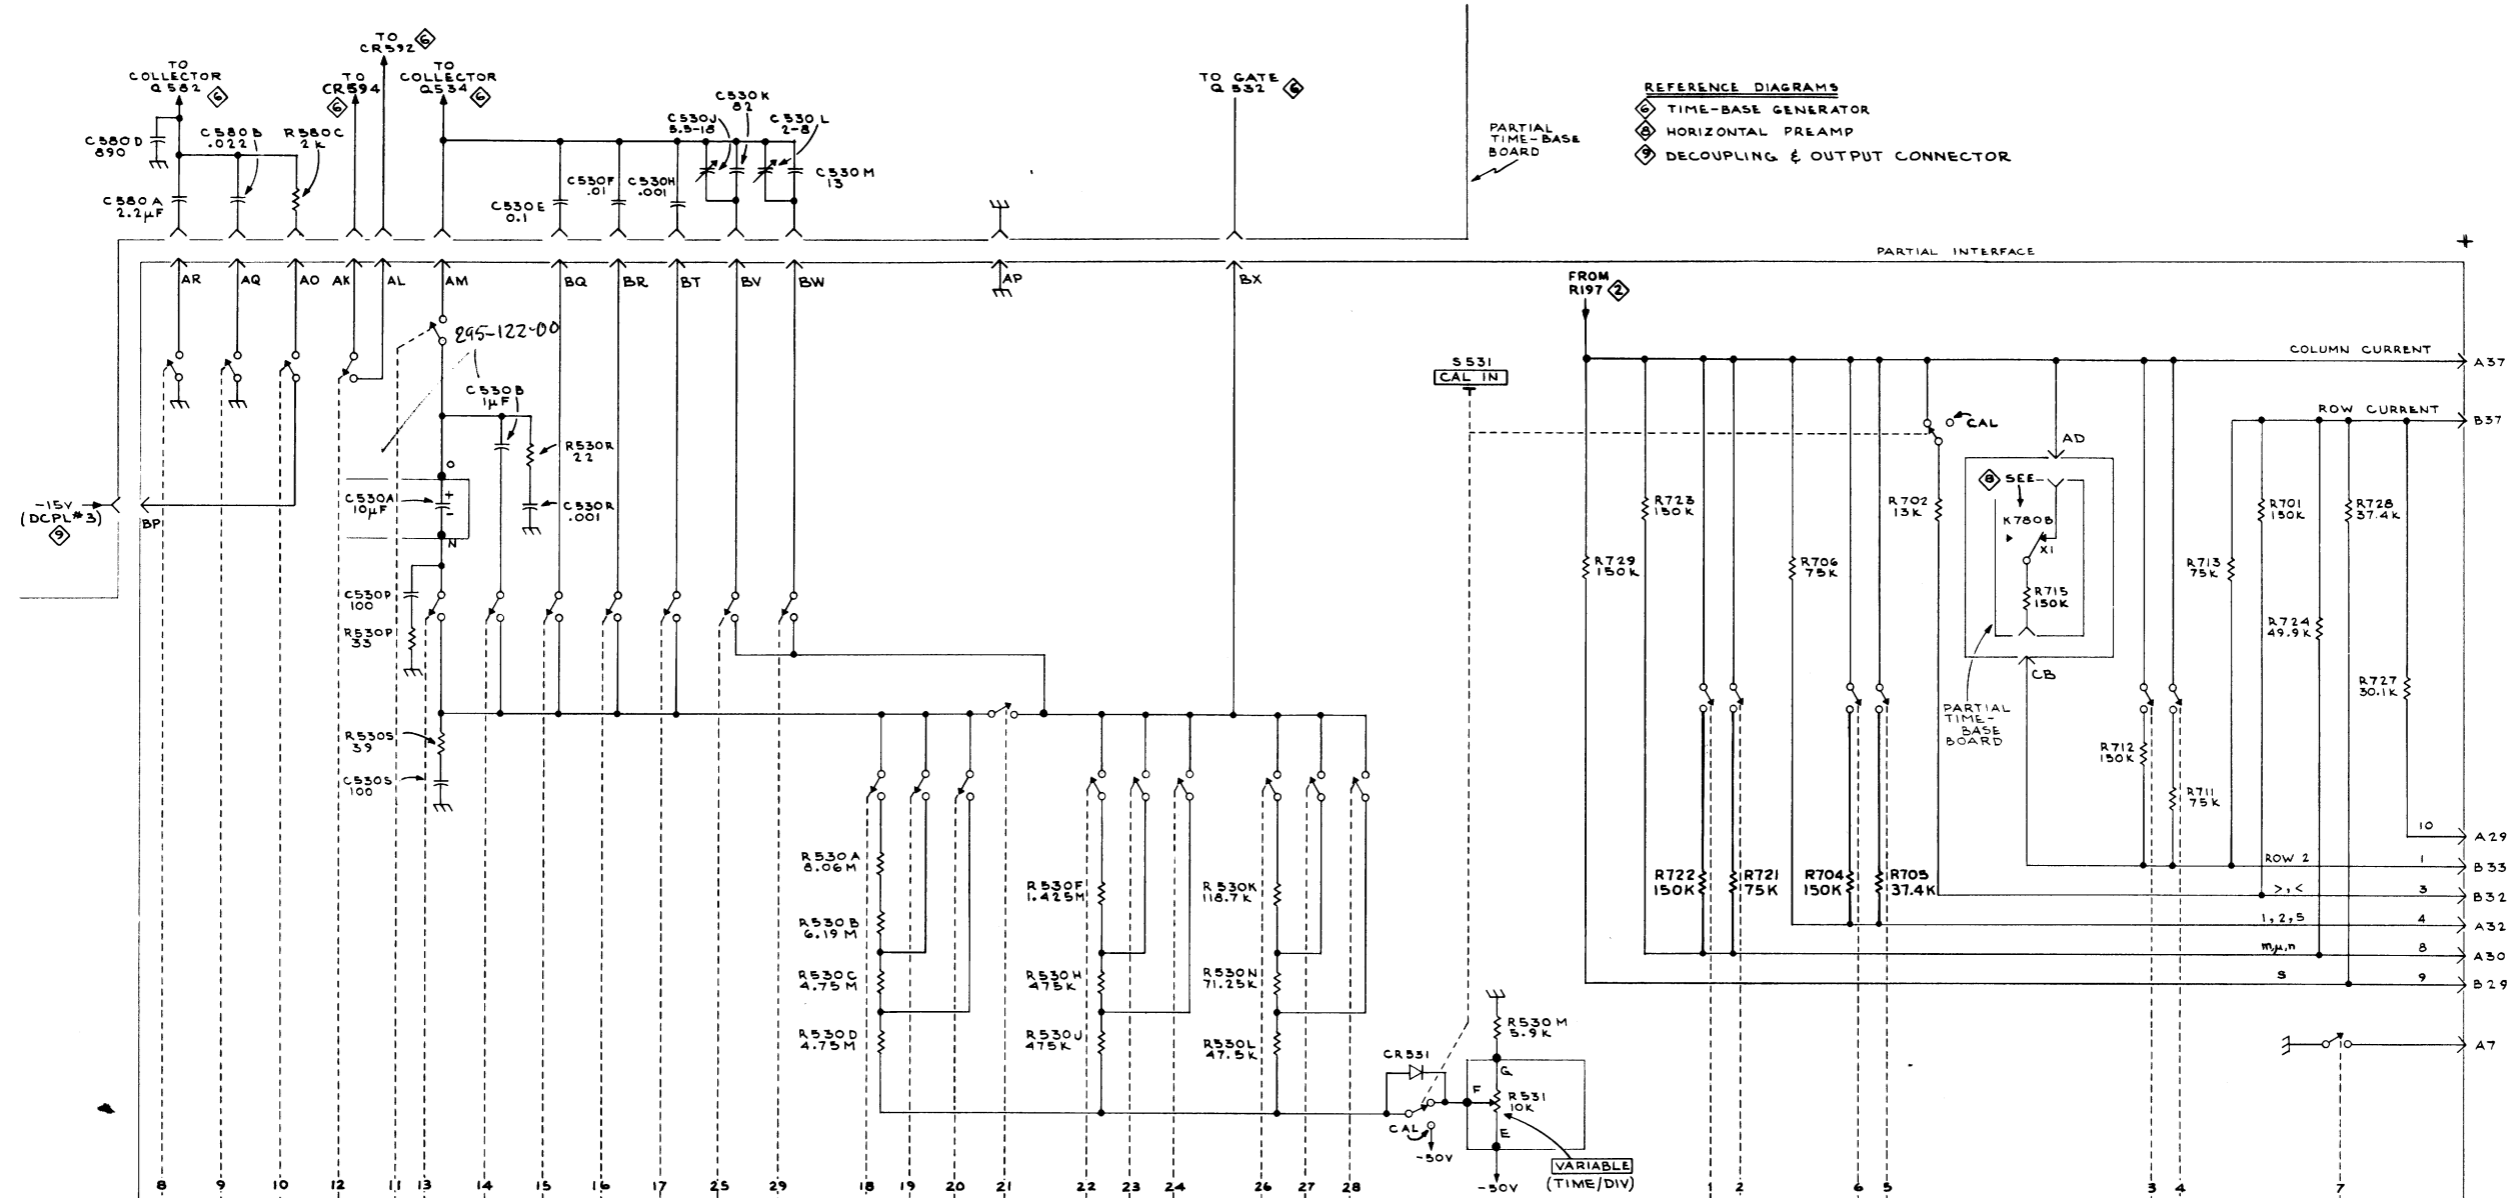 TO
CR592 6
TO
COLLECTOR
Q582 6
TO
CR594
6
TO
COLLECTOR
Q534 6
C580D
890
C580B
.022
R580C
2K
C580A
2.2µF
C530E
0.1
C530F
.01
C530H
.001
C530J
5.5-18
C530K
82
C530L
2-8
C530M
13
TO GATE
Q532 6
PARTIAL
TIME-BASE
BOARD
REFERENCE DIAGRAMS
6 TIME-BASE GENERATOR
8 HORIZONTAL PREAMP
9 DECOUPLING & OUTPUT CONNECTOR
PARTIAL INTERFACE
AR
AQ
AO
AK
AL
AM
BQ
BR
BT
BV
BW
AP
BX
FROM
R197 2
295-122-00
C530B
1µF
R530R
22
C530R
.001
O
C530A
10µF
+
-
N
-15V
(DCPL#3)
9
BP
C530P
100
R530P
33
R530S
39
C530S
100
S531
CAL IN
COLUMN CURRENT
A37
ROW CURRENT
B37
CAL
AD
8 SEE
K780B
X1
R715
150K
CB
PARTIAL
TIME-
BASE
BOARD
R723
150K
R729
150K
R706
75K
R702
13K
R701
150K
R728
37.4K
R713
75K
R724
49.9K
R727
30.1K
R712
150K
R711
75K
R722
150K
R721
75K
R704
150K
R705
37.4K
10
A29
ROW 2
1
B33
>,<
3
B32
1,2,5
4
A32
m,µ,n
8
A30
S
9
B29
A7
R530A
8.06M
R530B
6.19M
R530C
4.75M
R530D
4.75M
R530F
1.425M
R530H
475K
R530J
475K
R530K
118.7K
R530N
71.25K
R530L
47.5K
R530M
5.9K
CR531
G
F
R531
10K
E
CAL
-50V
-50V
VARIABLE
(TIME/DIV)
8 9 10 12 11 13 14 15 16 17 25 29 18 19 20 21 22 23 24 26 27 28 1 2 6 5 3 4 7